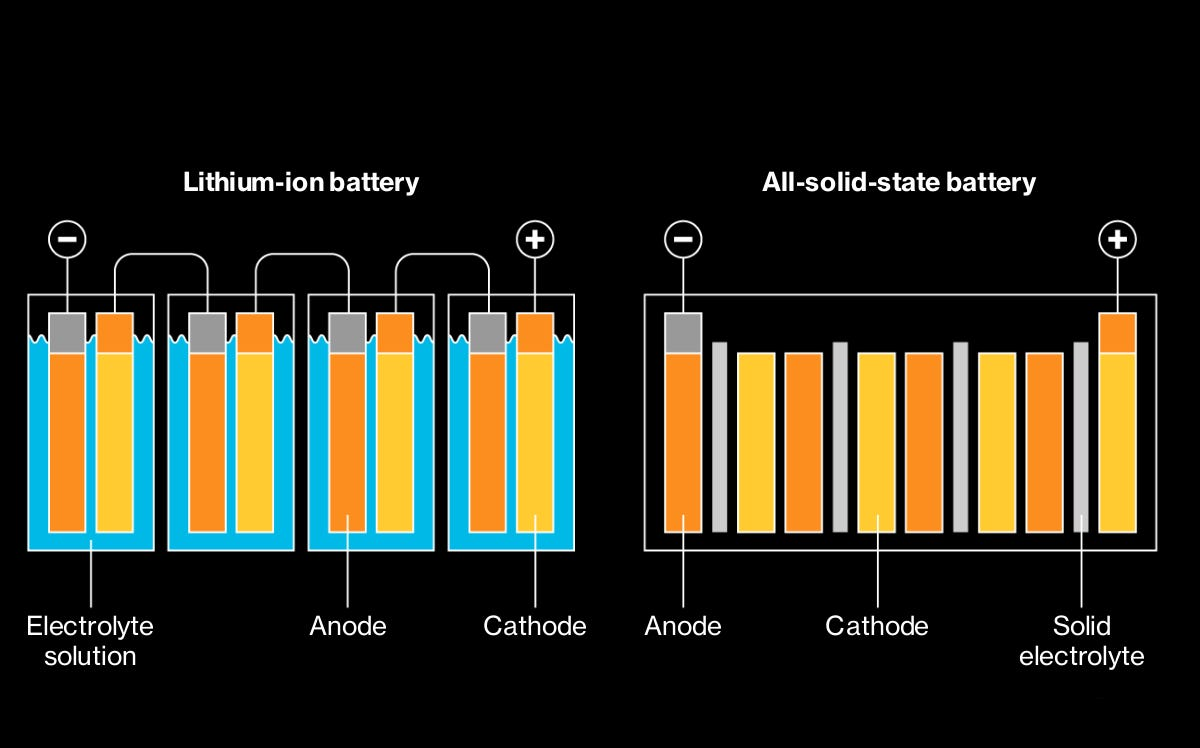 Lithium-ion battery
All-solid-state battery
Electrolyte
solution
Anode
Cathode
Anode
Cathode
Solid
electrolyte